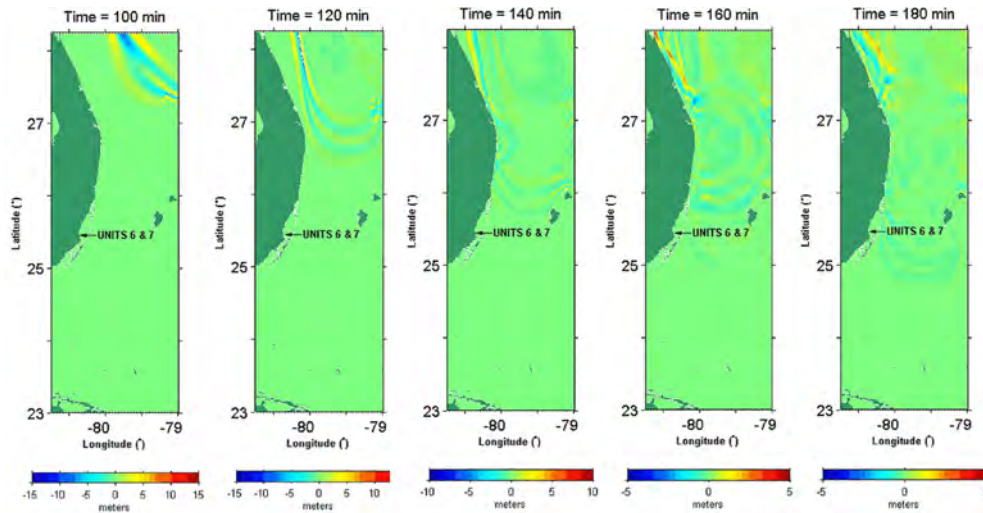 Time = 100 min
Time = 120 min
Time = 140 min
Time = 160 min
Time = 180 min
27
27
27
27
27
Latitude (°)
Latitude (°)
Latitude (°)
Latitude (°)
Latitude (°)
UNITS 6 & 7
UNITS 6 & 7
UNITS 6 & 7
UNITS 6 & 7
UNITS 6 & 7
25
25
25
25
25
23
23
23
23
23
-80 -79
-80 -79
-80 -79
-80 -79
-80 -79
Longitude (°)
Longitude (°)
Longitude (°)
Longitude (°)
Longitude (°)
-15 -10 -5 0 5 10 15
-15 -10 -5 0 5 10
-10 -5 0 5 10
-5 0 5
-5 0
meters
meters
meters
meters
meters